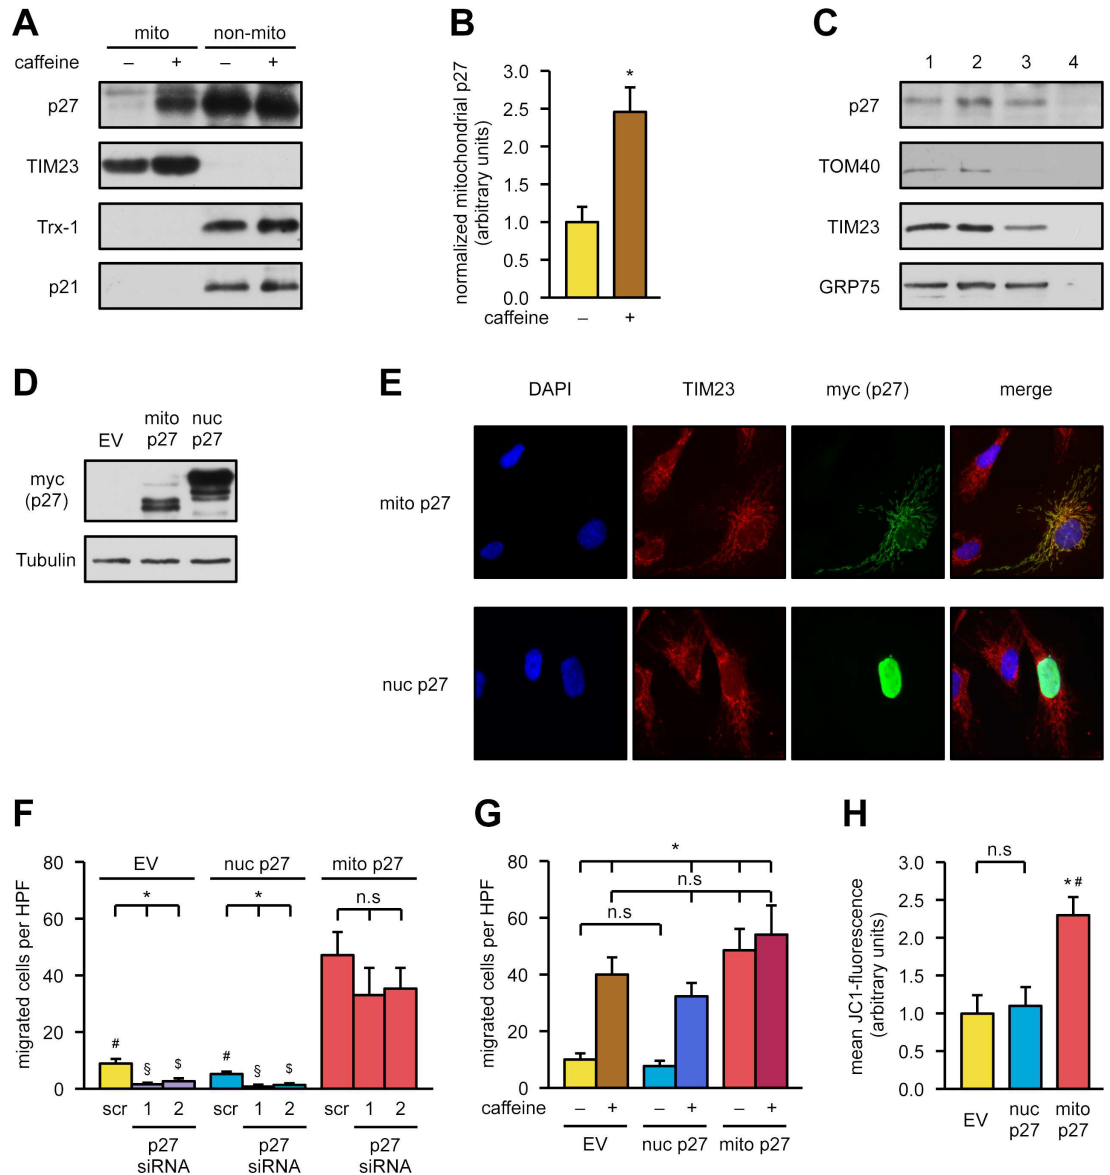 A
mito non-mito
caffeine – + – +
p27
TIM23
Trx-1
p21
B
normalized mitochondrial p27
(arbitrary units)
3.0
2.5
2.0
1.5
1.0
0.5
0.0
*
caffeine – +
C
1 2 3 4
p27
TOM40
TIM23
GRP75
D
EV mito p27 nuc p27
myc
(p27)
Tubulin
E
DAPI TIM23 myc (p27) merge
mito p27
nuc p27
F
migrated cells per HPF
80
60
40
20
0
EV nuc p27 mito p27
* * n.s
# § $ # § $
scr 1 2 scr 1 2 scr 1 2
p27 siRNA p27 siRNA p27 siRNA
G
migrated cells per HPF
80
60
40
20
0
*
n.s
n.s
caffeine – + – + – +
EV nuc p27 mito p27
H
mean JC1-fluorescence
(arbitrary units)
3.0
2.5
2.0
1.5
1.0
0.5
0.0
n.s
* #
EV nuc p27 mito p27